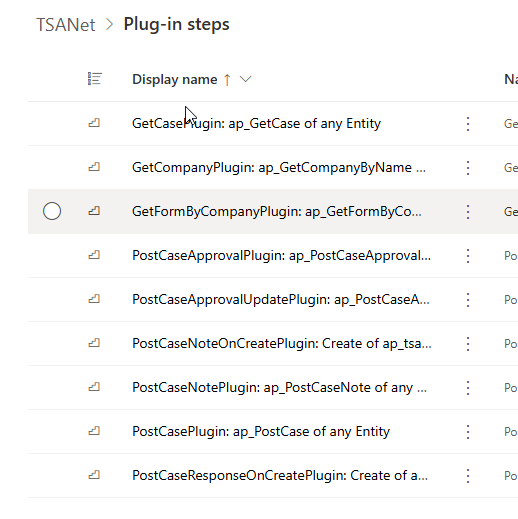 TSANet > Plug-in steps
Display name ↑ Na
GetCasePlugin: ap_GetCase of any Entity Ge
GetCompanyPlugin: ap_GetCompanyByName ... Ge
GetFormByCompanyPlugin: ap_GetFormByCo... Ge
PostCaseApprovalPlugin: ap_PostCaseApproval... Po
PostCaseApprovalUpdatePlugin: ap_PostCaseA... Po
PostCaseNoteOnCreatePlugin: Create of ap_tsa... Po
PostCaseNotePlugin: ap_PostCaseNote of any ... Po
PostCasePlugin: ap_PostCase of any Entity Po
PostCaseResponseOnCreatePlugin: Create of a... Po